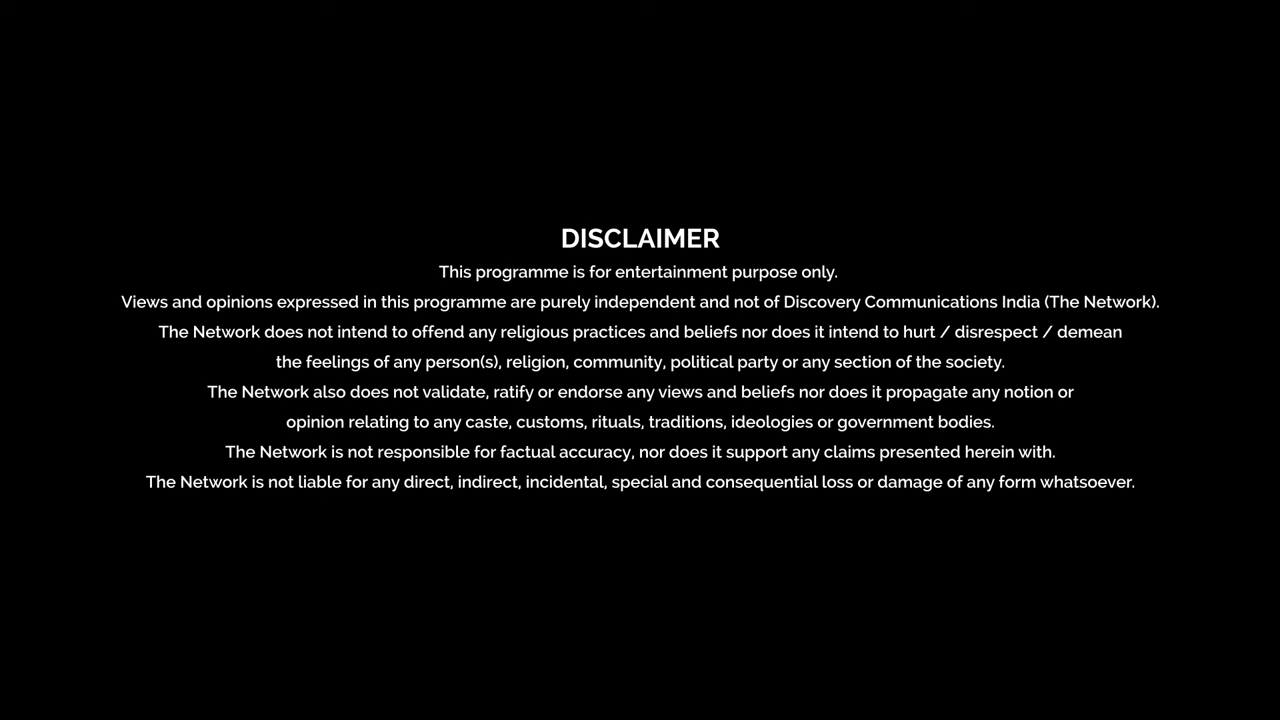 DISCLAIMER
This programme is for entertainment purpose only.
Views and opinions expressed in this programme are purely independent and not of Discovery Communications India (The Network).
The Network does not intend to offend any religious practices and beliefs nor does it intend to hurt / disrespect / demean
the feelings of any person(s), religion, community, political party or any section of the society.
The Network also does not validate, ratify or endorse any views and beliefs nor does it propagate any notion or
opinion relating to any caste, customs, rituals, traditions, ideologies or government bodies.
The Network is not responsible for factual accuracy, nor does it support any claims presented herein with.
The Network is not liable for any direct, indirect, incidental, special and consequential loss or damage of any form whatsoever.